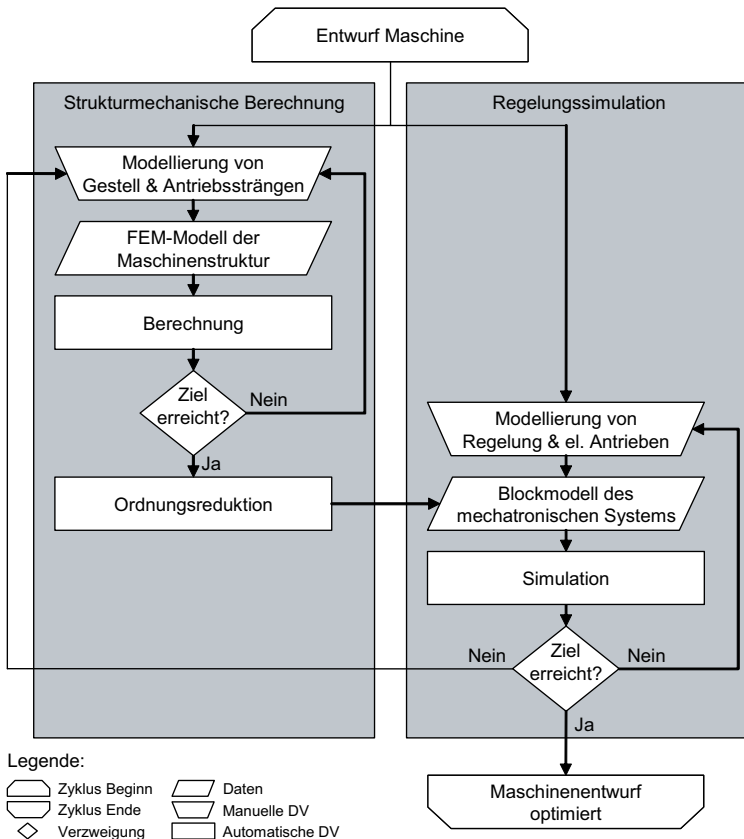 Entwurf Maschine
Strukturmechanische Berechnung
Modellierung von
Gestell & Antriebssträngen
FEM-Modell der
Maschinenstruktur
Berechnung
Ziel
erreicht?
Nein
Ja
Ordnungsreduktion
Regelungssimulation
Modellierung von
Regelung & el. Antrieben
Blockmodell des
mechatronischen Systems
Simulation
Nein
Ziel
erreicht?
Nein
Ja
Maschinenentwurf
optimiert
Legende:
Zyklus Beginn
Daten
Zyklus Ende
Manuelle DV
Verzweigung
Automatische DV